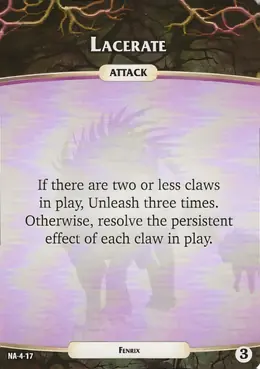 LACERATE
ATTACK
If there are two or less claws
in play, Unleash three times.
Otherwise, resolve the persistent
effect of each claw in play.
FENRIX
NA-4-17
3